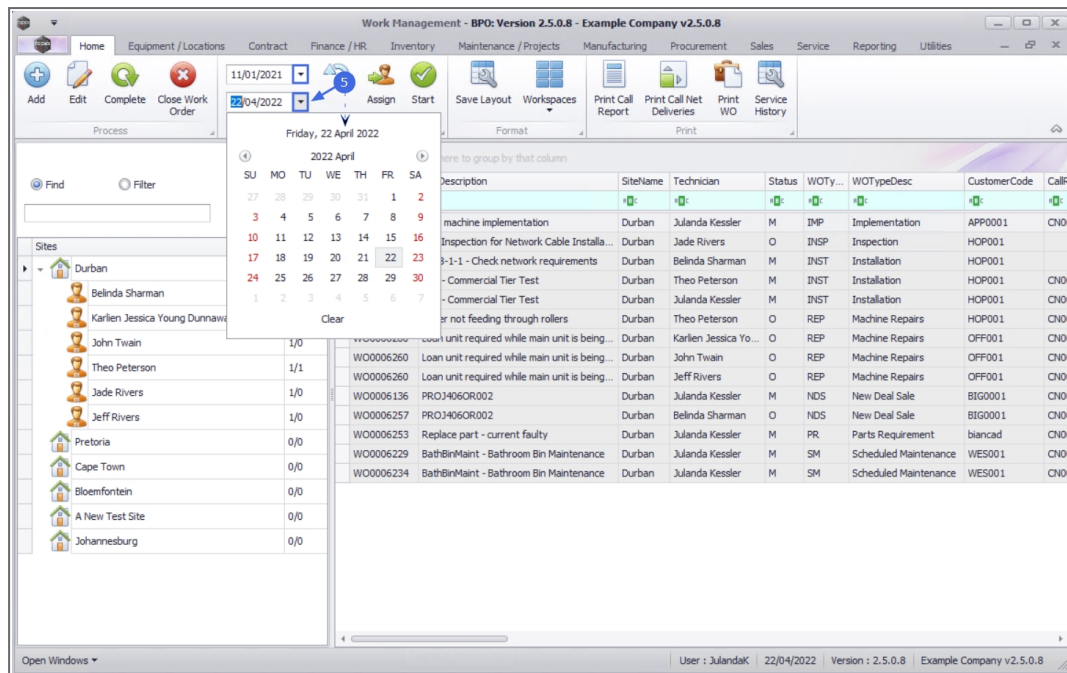 Work Management - BPO: Version 2.5.0.8 - Example Company v2.5.0.8
Home Equipment / Locations Contract Finance / HR Inventory Maintenance / Projects Manufacturing Procurement Sales Service Reporting Utilities
11/01/2021
22/04/2022
5
Add Edit Complete Close Work Order Assign Start Save Layout Workspaces Print Call Report Print Call Net Deliveries Print WO Service History
Process Format Print
Friday, 22 April 2022
2022 April
SU MO TU WE TH FR SA
27 28 29 30 31 1 2
3 4 5 6 7 8 9
10 11 12 13 14 15 16
17 18 19 20 21 22 23
24 25 26 27 28 29 30
1 2 3 4 5 6 7
Clear
Find Filter
Sites
Durban
Belinda Sharman
Karlien Jessica Young Dunnawa
John Twain 1/0
Theo Peterson 1/1
Jade Rivers 1/0
Jeff Rivers 1/0
Pretoria 0/0
Cape Town 0/0
Bloemfontein 0/0
A New Test Site 0/0
Johannesburg 0/0
here to group by that column
Description SiteName Technician Status WOTy... WOTypeDesc CustomerCode CallR
machine implementation Durban Julanda Kessler M IMP Implementation APP0001 CN0
Inspection for Network Cable Installa... Durban Jade Rivers O INSP Inspection HOP001
-1-1 - Check network requirements Durban Belinda Sharman M INST Installation HOP001
- Commercial Tier Test Durban Theo Peterson M INST Installation HOP001 CN0
- Commercial Tier Test Durban Julanda Kessler M INST Installation HOP001 CN0
er not feeding through rollers Durban Theo Peterson O REP Machine Repairs HOP001 CN0
Loan unit required while main unit is being... Durban Karlien Jessica Yo... O REP Machine Repairs OFF001 CN0
WO0006260 Loan unit required while main unit is being... Durban John Twain O REP Machine Repairs OFF001 CN0
WO0006260 Loan unit required while main unit is being... Durban Jeff Rivers O REP Machine Repairs OFF001 CN0
WO0006136 PROJ406OR002 Durban Julanda Kessler M NDS New Deal Sale BIG0001 CN0
WO0006257 PROJ406OR002 Durban Belinda Sharman O NDS New Deal Sale BIG0001 CN0
WO0006253 Replace part - current faulty Durban Julanda Kessler M PR Parts Requirement biancad CN0
WO0006229 BathBinMaint - Bathroom Bin Maintenance Durban Julanda Kessler M SM Scheduled Maintenance WES001 CN0
WO0006234 BathBinMaint - Bathroom Bin Maintenance Durban Julanda Kessler M SM Scheduled Maintenance WES001 CN0
Open Windows User : JulandaK 22/04/2022 Version : 2.5.0.8 Example Company v2.5.0.8